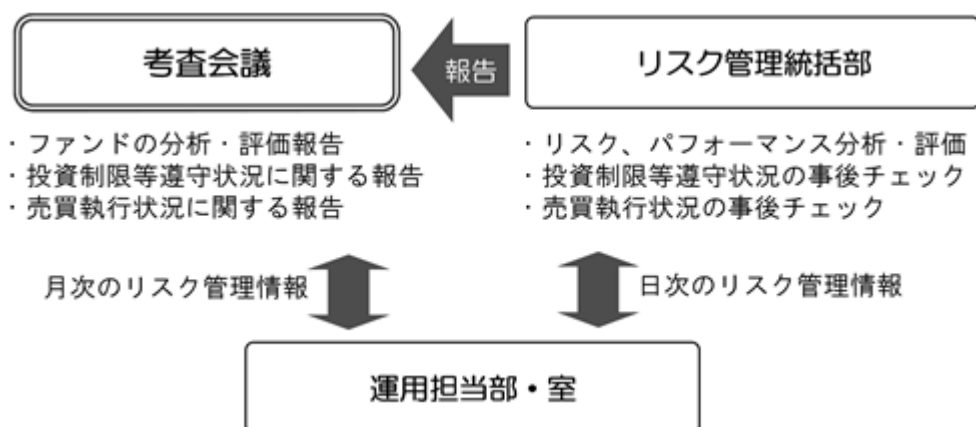 考査会議
報告
リスク管理統括部
・ファンドの分析・評価報告
・投資制限等遵守状況に関する報告
・売買執行状況に関する報告
・リスク、パフォーマンス分析・評価
・投資制限等遵守状況の事後チェック
・売買執行状況の事後チェック
月次のリスク管理情報
日次のリスク管理情報
運用担当部・室